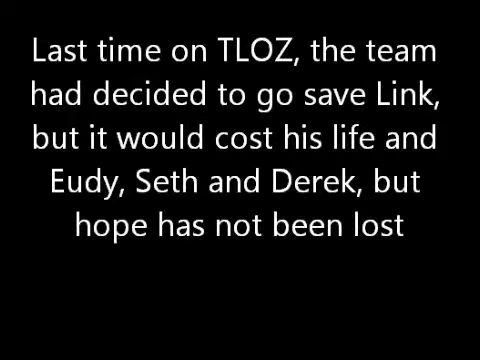 Last time on TLOZ, the team
had decided to go save Link,
but it would cost his life and
Eudy, Seth and Derek, but
hope has not been lost